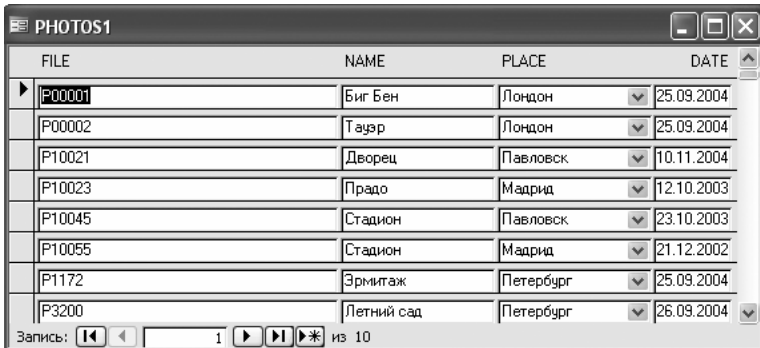 PHOTOS1
FILE NAME PLACE DATE
P00001 Биг Бен Лондон 25.09.2004
P00002 Тауэр Лондон 25.09.2004
P10021 Дворец Павловск 10.11.2004
P10023 Прадо Мадрид 12.10.2003
P10045 Стадион Павловск 23.10.2003
P10055 Стадион Мадрид 21.12.2002
P1172 Эрмитаж Петербург 25.09.2004
P3200 Летний сад Петербург 26.09.2004
Запись: 1 из 10